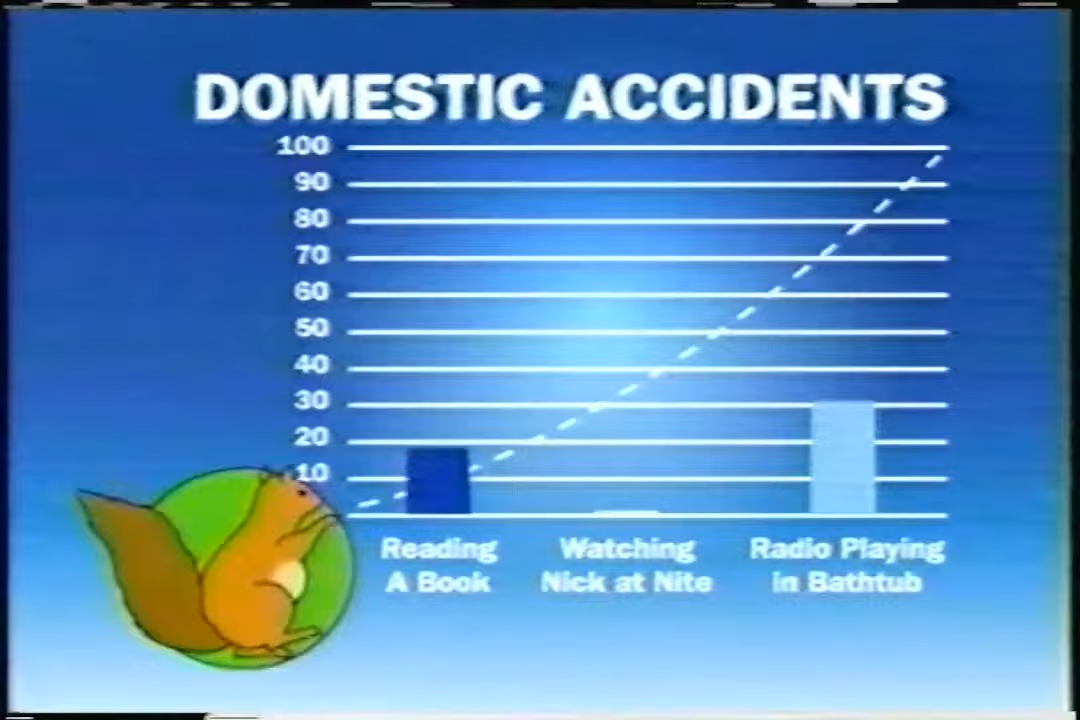 DOMESTIC ACCIDENTS
100
90
80
70
60
50
40
30
20
10
Reading
A Book
Watching
Nick at Nite
Radio Playing
in Bathtub